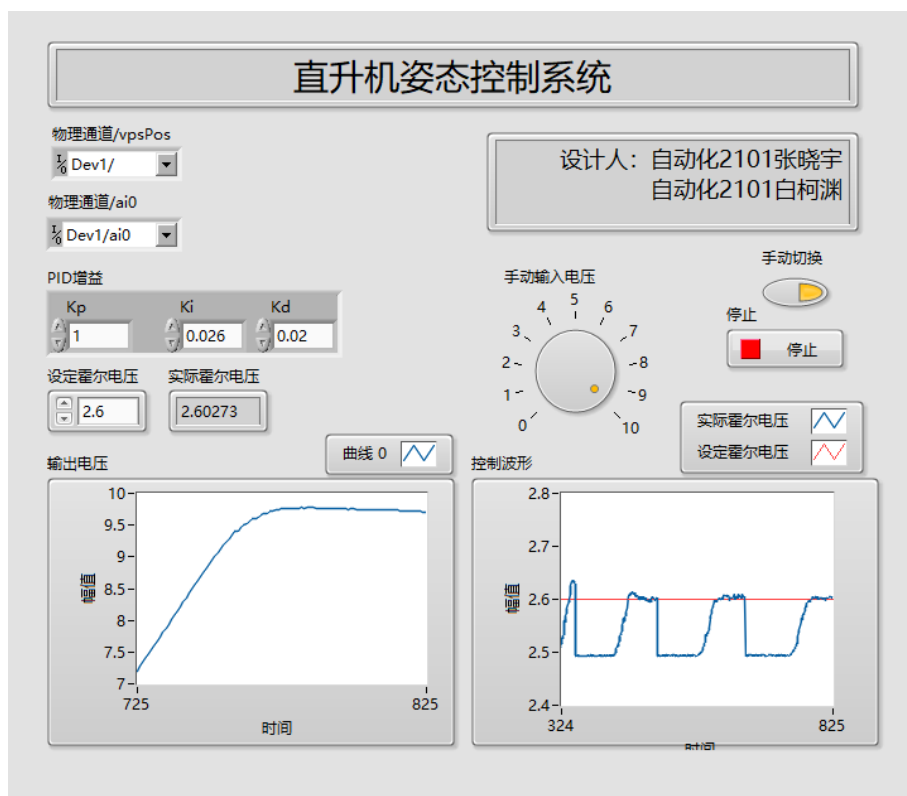 直升机姿态控制系统
物理通道/vpsPos
Dev1/
设计人：自动化2101张晓宇
自动化2101白柯渊
物理通道/ai0
Dev1/ai0
手动切换
PID增益
手动输入电压
Kp Ki Kd
1 0.026 0.02
停止
停止
0 1 2 3 4 5 6 7 8 9 10
设定霍尔电压 实际霍尔电压
2.6 2.60273
实际霍尔电压
设定霍尔电压
曲线 0
输出电压
10
9.5
9
8.5
8
7.5
7
幅值
725 825
时间
控制波形
2.8
2.7
2.6
2.5
2.4
幅值
324 825
时间